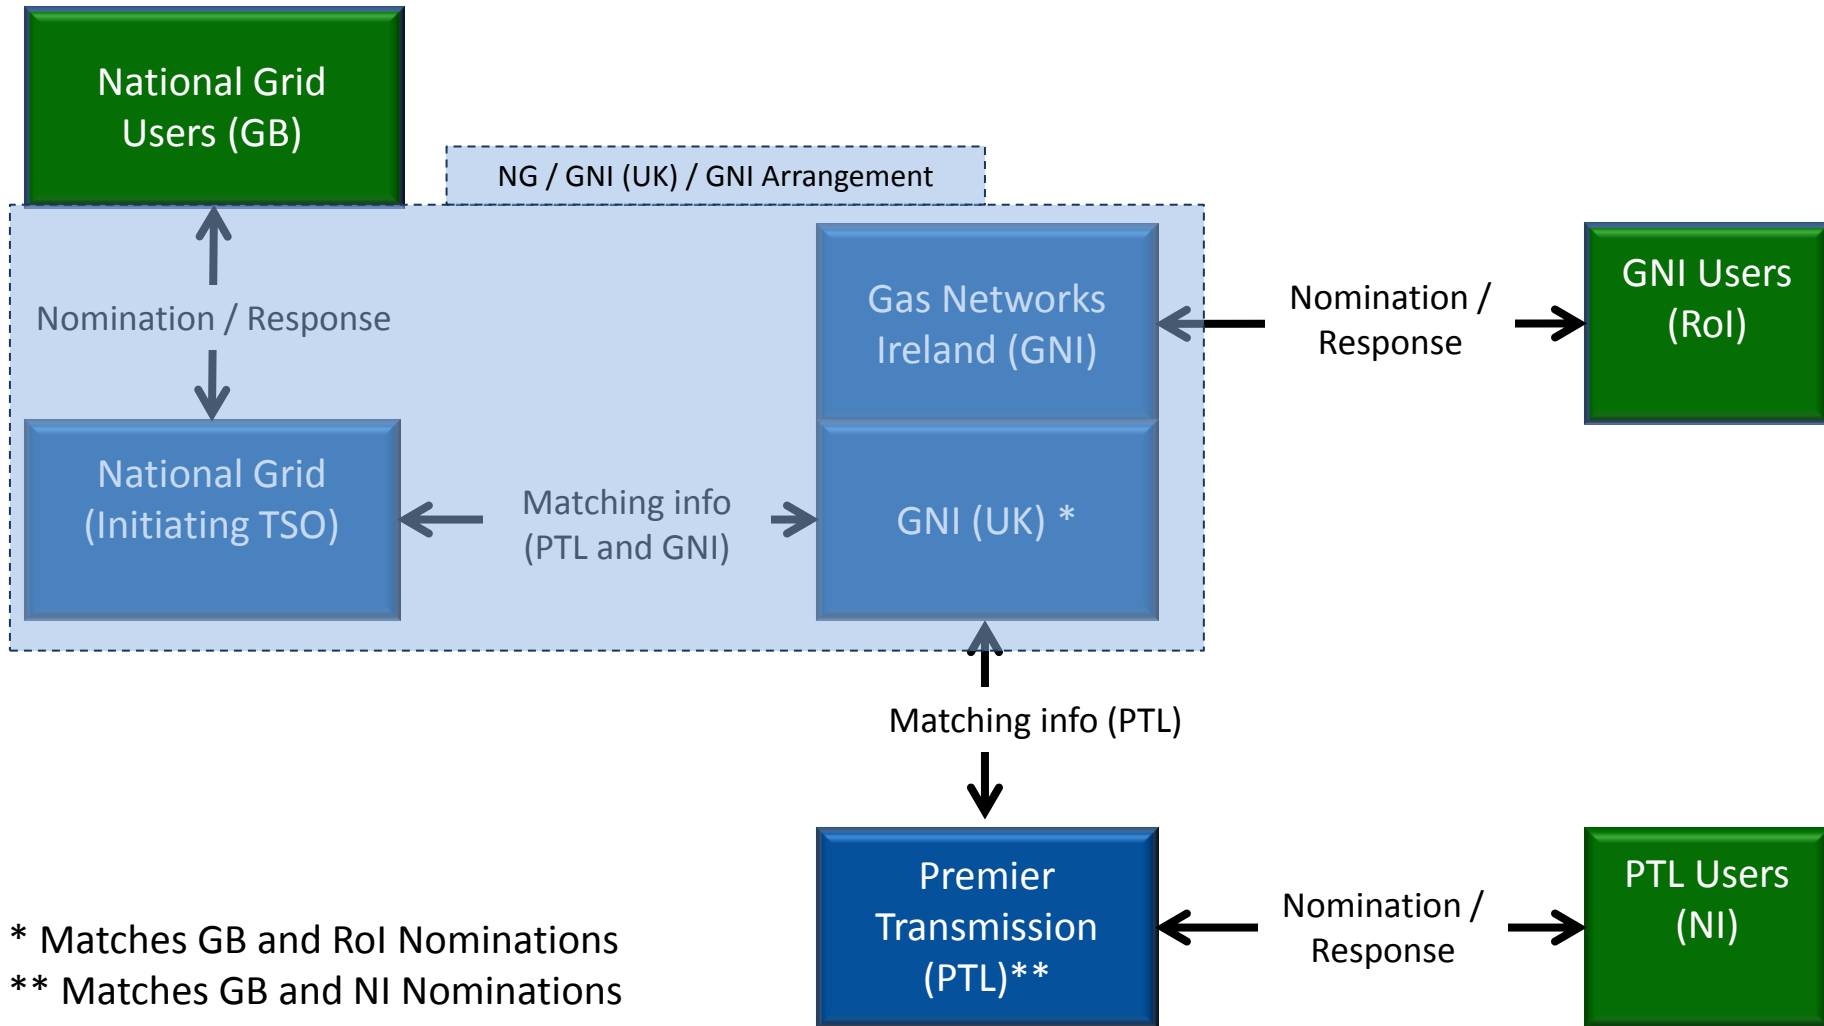 National Grid
Users (GB)
NG / GNI (UK) / GNI Arrangement
Nomination / Response
Gas Networks
Ireland (GNI)
Nomination /
Response
GNI Users
(RoI)
National Grid
(Initiating TSO)
Matching info
(PTL and GNI)
GNI (UK) *
Matching info (PTL)
Premier
Transmission
(PTL)**
Nomination /
Response
PTL Users
(NI)
* Matches GB and RoI Nominations
** Matches GB and NI Nominations